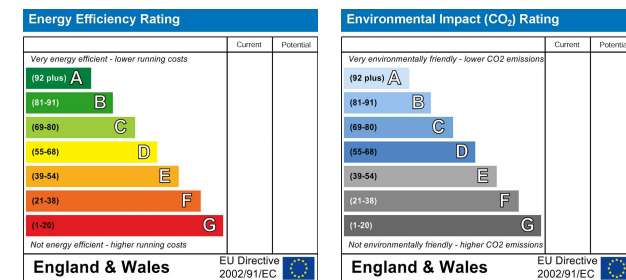 Energy Efficiency Rating
Current Potential
Very energy efficient - lower running costs
(92 plus) A
(81-91) B
(69-80) C
(55-68) D
(39-54) E
(21-38) F
(1-20) G
Not energy efficient - higher running costs
England & Wales
EU Directive
2002/91/EC
Environmental Impact (CO₂) Rating
Current Potential
Very environmentally friendly - lower CO2 emissions
(92 plus) A
(81-91) B
(69-80) C
(55-68) D
(39-54) E
(21-38) F
(1-20) G
Not environmentally friendly - higher CO2 emissions
England & Wales
EU Directive
2002/91/EC